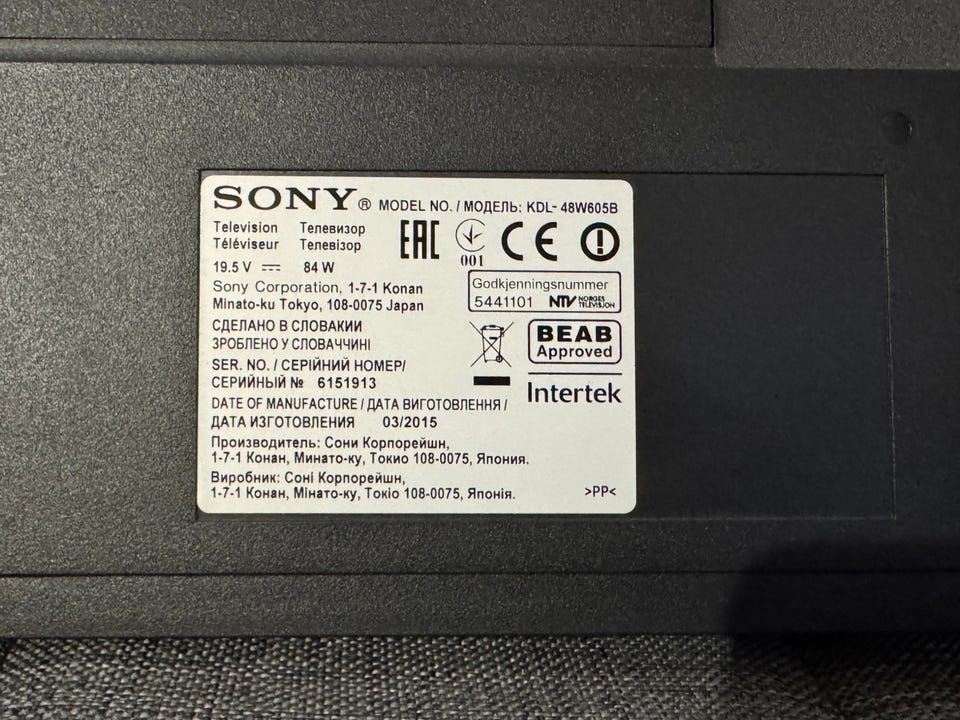 SONY® MODEL NO. / МОДЕЛЬ: KDL- 48W605B
Television Телевизор
Téléviseur Телевізор
19.5 V 84 W
EAC
001
CE
Sony Corporation, 1-7-1 Konan
Minato-ku Tokyo, 108-0075 Japan
Godkjenningsnummer
5441101 NTV NORGES TELEVISJON
СДЕЛАНО В СЛОВАКИИ
ЗРОБЛЕНО У СЛОВАЧЧИНІ
BEAB
Approved
Intertek
SER. NO. / СЕРІЙНИЙ НОМЕР/
СЕРИЙНЫЙ № 6151913
DATE OF MANUFACTURE / ДАТА ВИГОТОВЛЕННЯ /
ДАТА ИЗГОТОВЛЕНИЯ 03/2015
Производитель: Сони Корпорейшн,
1-7-1 Конан, Минато-ку, Токио 108-0075, Япония.
Виробник: Соні Корпорейшн,
1-7-1 Конан, Мінато-ку, Токіо 108-0075, Японія.
>PP<